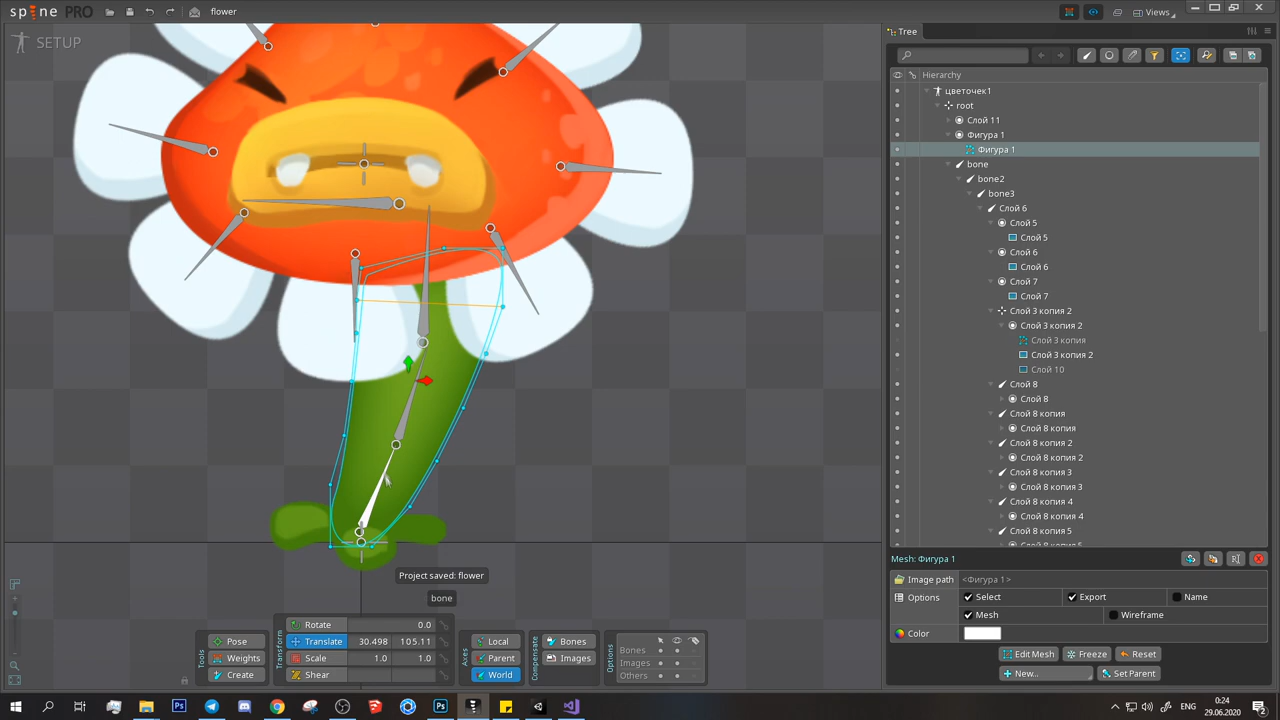 spine PRO
flower
Views
SETUP
Tree
Hierarchy
цветочек1
root
Слой 11
Фигура 1
Фигура 1
bone
bone2
bone3
Слой 6
Слой 5
Слой 5
Слой 6
Слой 6
Слой 7
Слой 7
Слой 3 копия 2
Слой 3 копия 2
Слой 3 копия
Слой 3 копия 2
Слой 10
Слой 8
Слой 8
Слой 8 копия
Слой 8 копия
Слой 8 копия 2
Слой 8 копия 2
Слой 8 копия 3
Слой 8 копия 3
Слой 8 копия 4
Слой 8 копия 4
Слой 8 копия 5
Слой 8 копия 5
Mesh: Фигура 1
Image path <Фигура 1>
Options Select Export Name
Mesh Wireframe
Color
Edit Mesh Freeze Reset
New... Set Parent
Project saved: flower
bone
Tools
Pose
Weights
Create
Transform
Rotate 0.0
Translate 30.498 105.11
Scale 1.0 1.0
Shear
Axes
Local
Parent
World
Compensate
Bones
Images
Options
Bones
Images
Others
0:24
ENG
29.06.2020